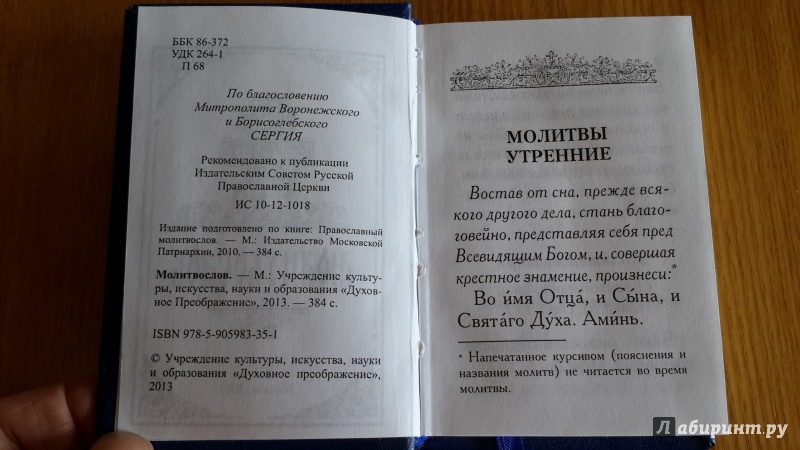 ББК 86-372
УДК 264-1
П 68
По благословению
Митрополита Воронежского
и Борисоглебского
СЕРГИЯ
Рекомендовано к публикации
Издательским Советом Русской
Православной Церкви
ИС 10-12-1018
Издание подготовлено по книге: Православный
молитвослов. — М.: Издательство Московской
Патриархии, 2010. — 384 с.
Молитвослов. — М.: Учреждение культу-
ры, искусства, науки и образования «Духов-
ное Преображение», 2013. — 384 с.
ISBN 978-5-905983-35-1
© Учреждение культуры, искусства, науки
и образования «Духовное преображение»,
2013
МОЛИТВЫ
УТРЕННИЕ
Востав от сна, прежде вся-
кого другого дела, стань благо-
говейно, представляя себя пред
Всевидящим Богом, и, совершая
крестное знамение, произнеси:*
Во и́мя Отца́, и Сы́на, и
Свята́го Ду́ха. Ами́нь.
* Напечатанное курсивом (пояснения и
названия молитв) не читается во время
молитвы.
Лабиринт.ру